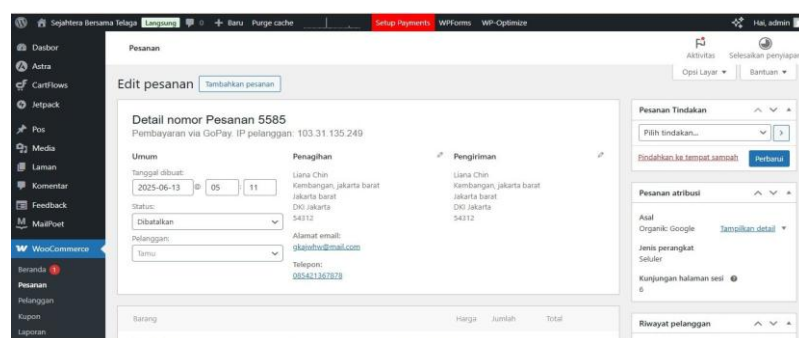 Sejahtera Bersama Telaga Langsung 0 + Baru Purge cache Setup Payments WPForms WP-Optimize Hai, admin
Dasbor
Astra
CartFlows
Jetpack
Pos
Media
Laman
Komentar
Feedback
MailPoet
WooCommerce
Beranda 1
Pesanan
Pelanggan
Kupon
Laporan
Pesanan
Aktivitas Selesaikan penyiapan
Opsi Layar Bantuan
Edit pesanan Tambahkan pesanan
Detail nomor Pesanan 5585
Pembayaran via GoPay. IP pelanggan: 103.31.135.249
Umum
Tanggal dibuat:
2025-06-13 @ 05 : 11
Status:
Dibatalkan
Pelanggan:
Tamu
Penagihan
Liana Chin
Kembangan, jakarta barat
Jakarta barat
DKI Jakarta
54312
Alamat email:
gkajwhw@mail.com
Telepon:
085421367878
Pengiriman
Liana Chin
Kembangan, jakarta barat
Jakarta barat
DKI Jakarta
54312
Barang Harga Jumlah Total
Pesanan Tindakan
Pilih tindakan...
Pindahkan ke tempat sampah Perbarui
Pesanan atribusi
Asal
Organik: Google Tampilkan detail
Jenis perangkat
Seluler
Kunjungan halaman sesi
6
Riwayat pelanggan